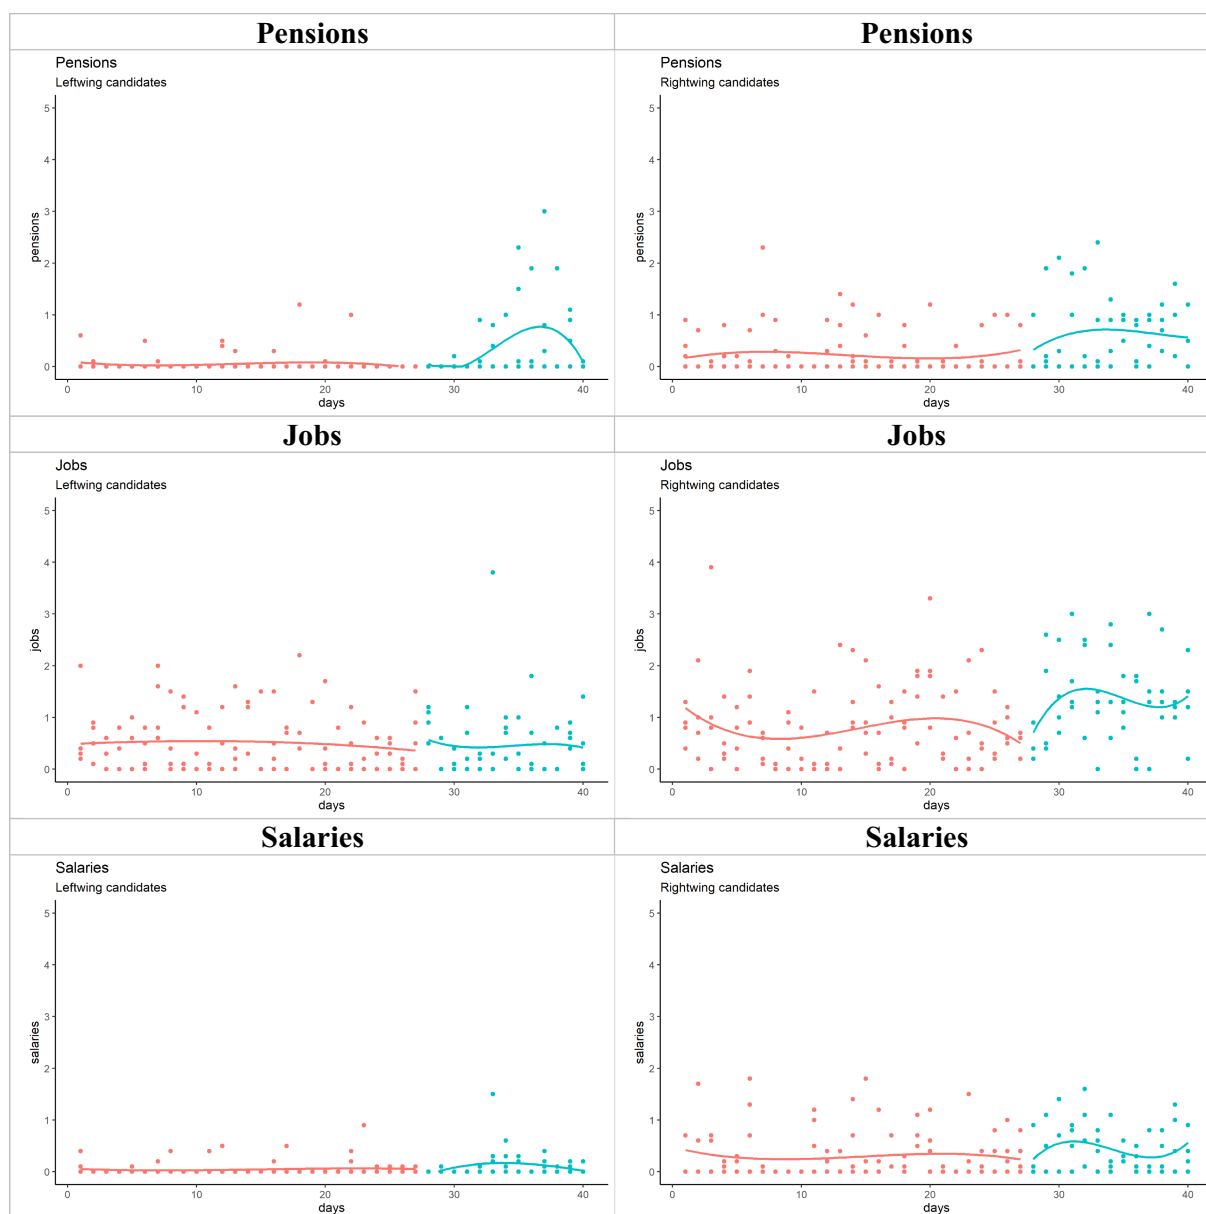 Pensions
Pensions
Pensions
Leftwing candidates
5
4
3
2
1
0
pensions
0 10 20 30 40
days
Pensions
Rightwing candidates
5
4
3
2
1
0
pensions
0 10 20 30 40
days
Jobs
Jobs
Jobs
Leftwing candidates
5
4
3
2
1
0
jobs
0 10 20 30 40
days
Jobs
Rightwing candidates
5
4
3
2
1
0
jobs
0 10 20 30 40
days
Salaries
Salaries
Salaries
Leftwing candidates
5
4
3
2
1
0
salaries
0 10 20 30 40
days
Salaries
Rightwing candidates
5
4
3
2
1
0
salaries
0 10 20 30 40
days